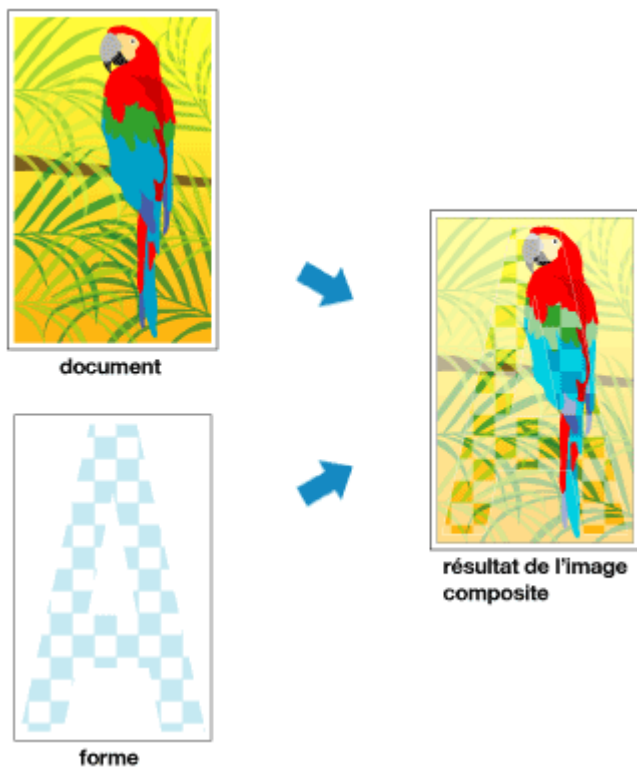 document
résultat de l'image
composite
A
forme